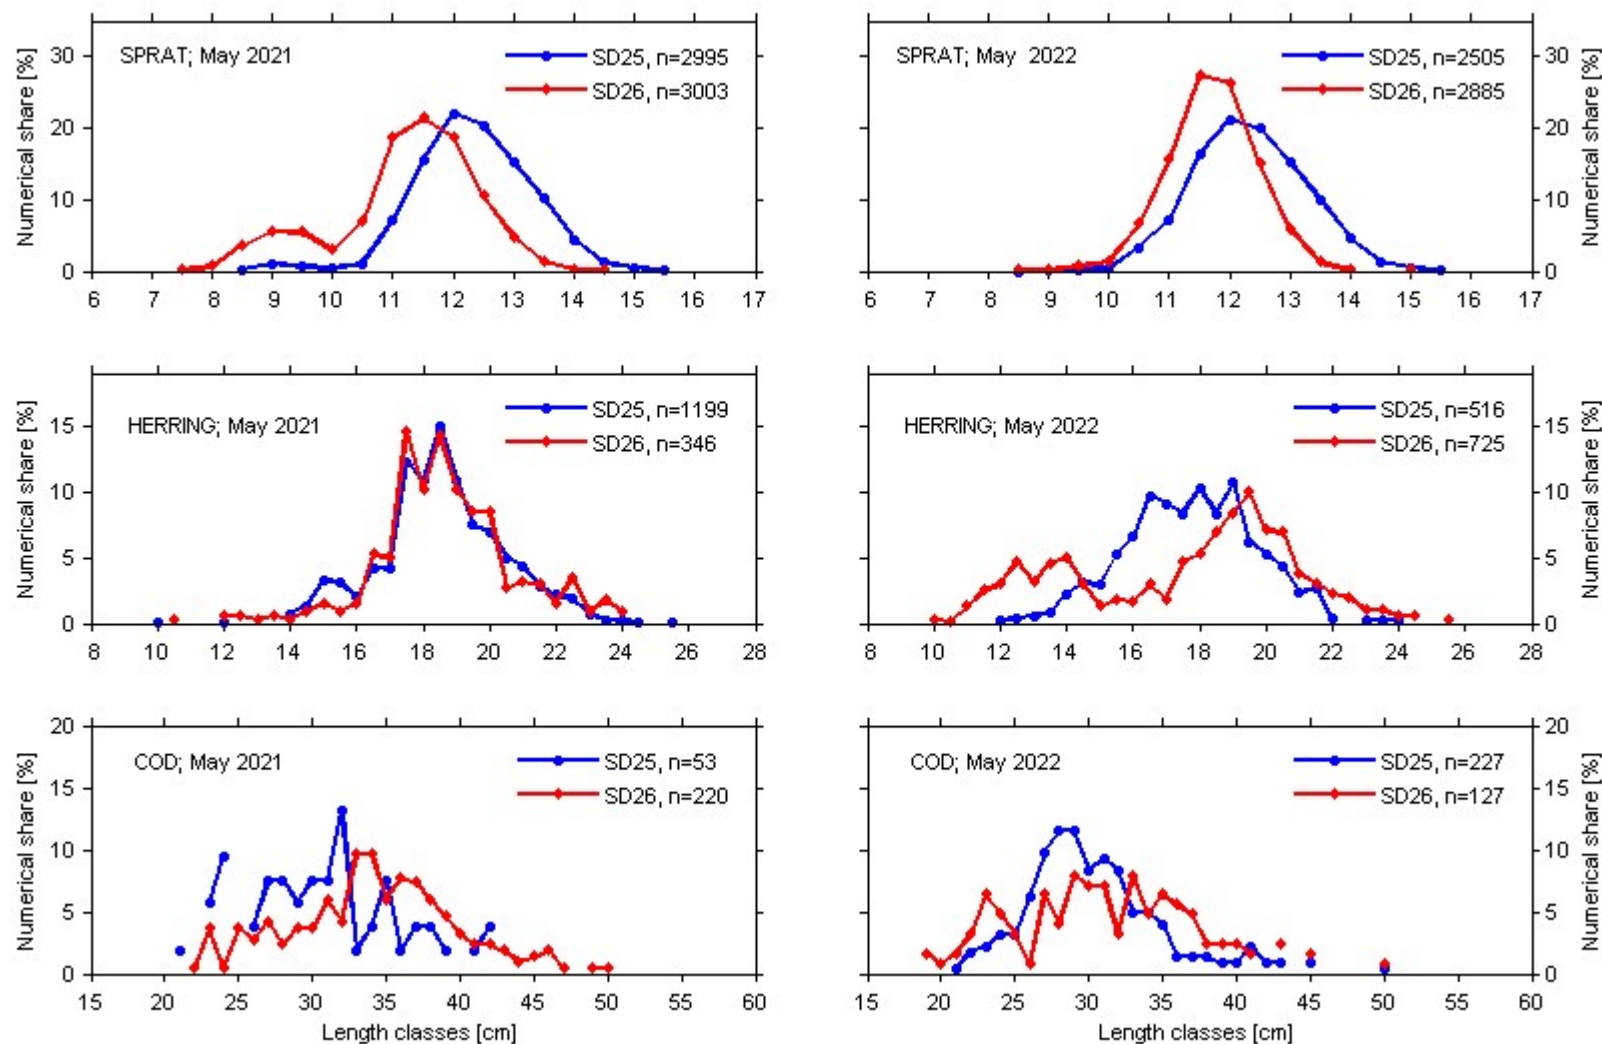 SPRAT; May 2021
SD25, n=2995
SD26, n=3003
Numerical share [%]
30
20
10
0
6 7 8 9 10 11 12 13 14 15 16 17
SPRAT; May 2022
SD25, n=2505
SD26, n=2885
Numerical share [%]
30
20
10
0
6 7 8 9 10 11 12 13 14 15 16 17
HERRING; May 2021
SD25, n=1199
SD26, n=346
Numerical share [%]
15
10
5
0
8 10 12 14 16 18 20 22 24 26 28
HERRING; May 2022
SD25, n=516
SD26, n=725
Numerical share [%]
15
10
5
0
8 10 12 14 16 18 20 22 24 26 28
COD; May 2021
SD25, n=53
SD26, n=220
Numerical share [%]
20
15
10
5
0
15 20 25 30 35 40 45 50 55 60
Length classes [cm]
COD; May 2022
SD25, n=227
SD26, n=127
Numerical share [%]
20
15
10
5
0
15 20 25 30 35 40 45 50 55 60
Length classes [cm]